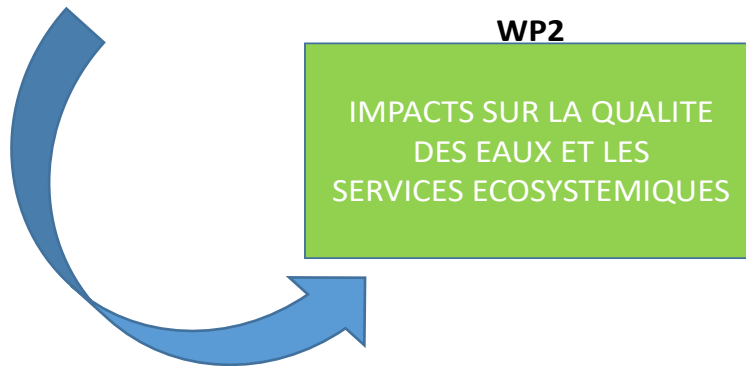 WP2
IMPACTS SUR LA QUALITE
DES EAUX ET LES
SERVICES ECOSYSTEMIQUES